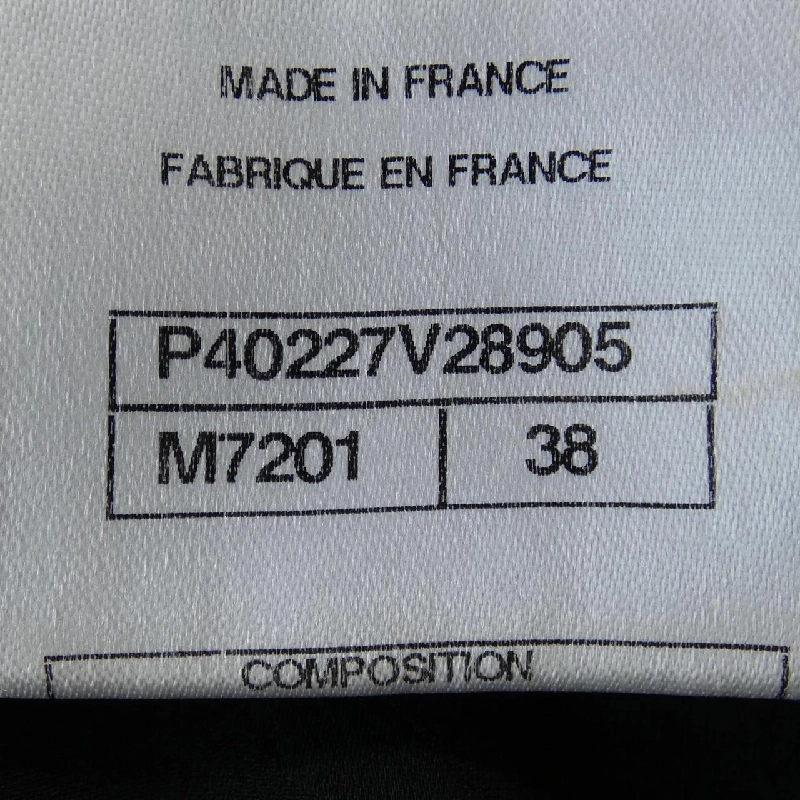 MADE IN FRANCE
FABRIQUE EN FRANCE
P40227V28905
M7201 38
COMPOSITION